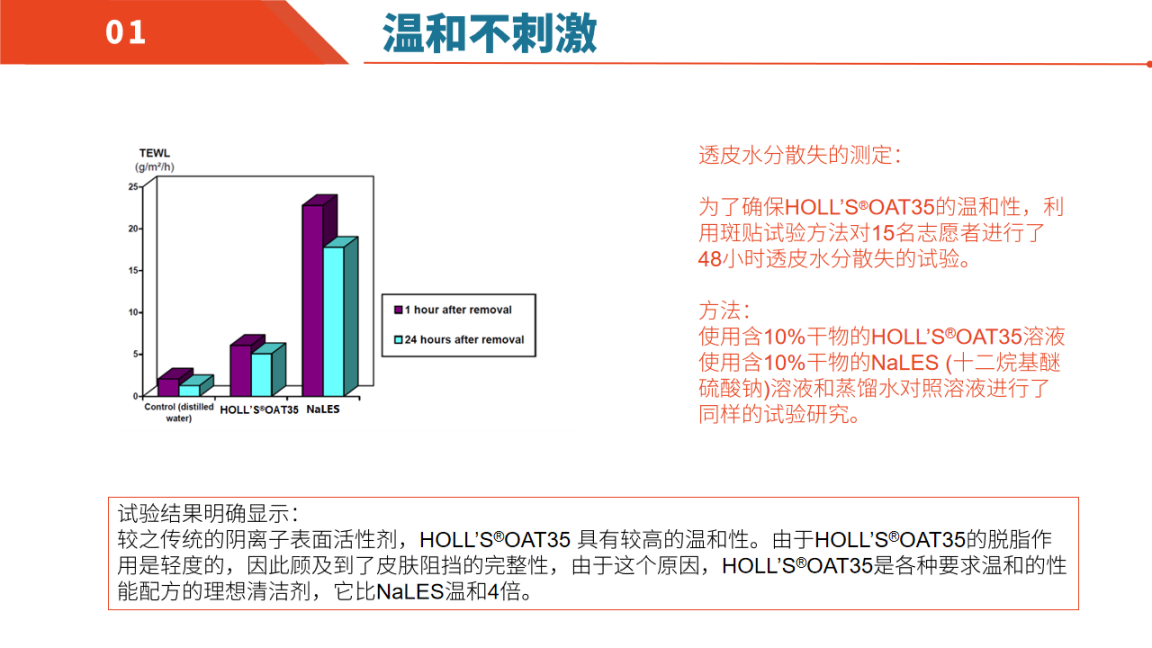 01
温和不刺激
TEWL
(g/m²/h)
25
20
15
10
5
0
Control (distilled
water)
HOLL'S®OAT35
NaLES
1 hour after removal
24 hours after removal
透皮水分散失的测定：
为了确保HOLL'S®OAT35的温和性，利
用斑贴试验方法对15名志愿者进行了
48小时透皮水分散失的试验。
方法：
使用含10%干物的HOLL'S®OAT35溶液
使用含10%干物的NaLES (十二烷基醚
硫酸钠)溶液和蒸馏水对照溶液进行了
同样的试验研究。
试验结果明确显示：
较之传统的阴离子表面活性剂，HOLL'S®OAT35 具有较高的温和性。由于HOLL'S®OAT35的脱脂作
用是轻度的，因此顾及到了皮肤阻挡的完整性，由于这个原因，HOLL'S®OAT35是各种要求温和的性
能配方的理想清洁剂，它比NaLES温和4倍。